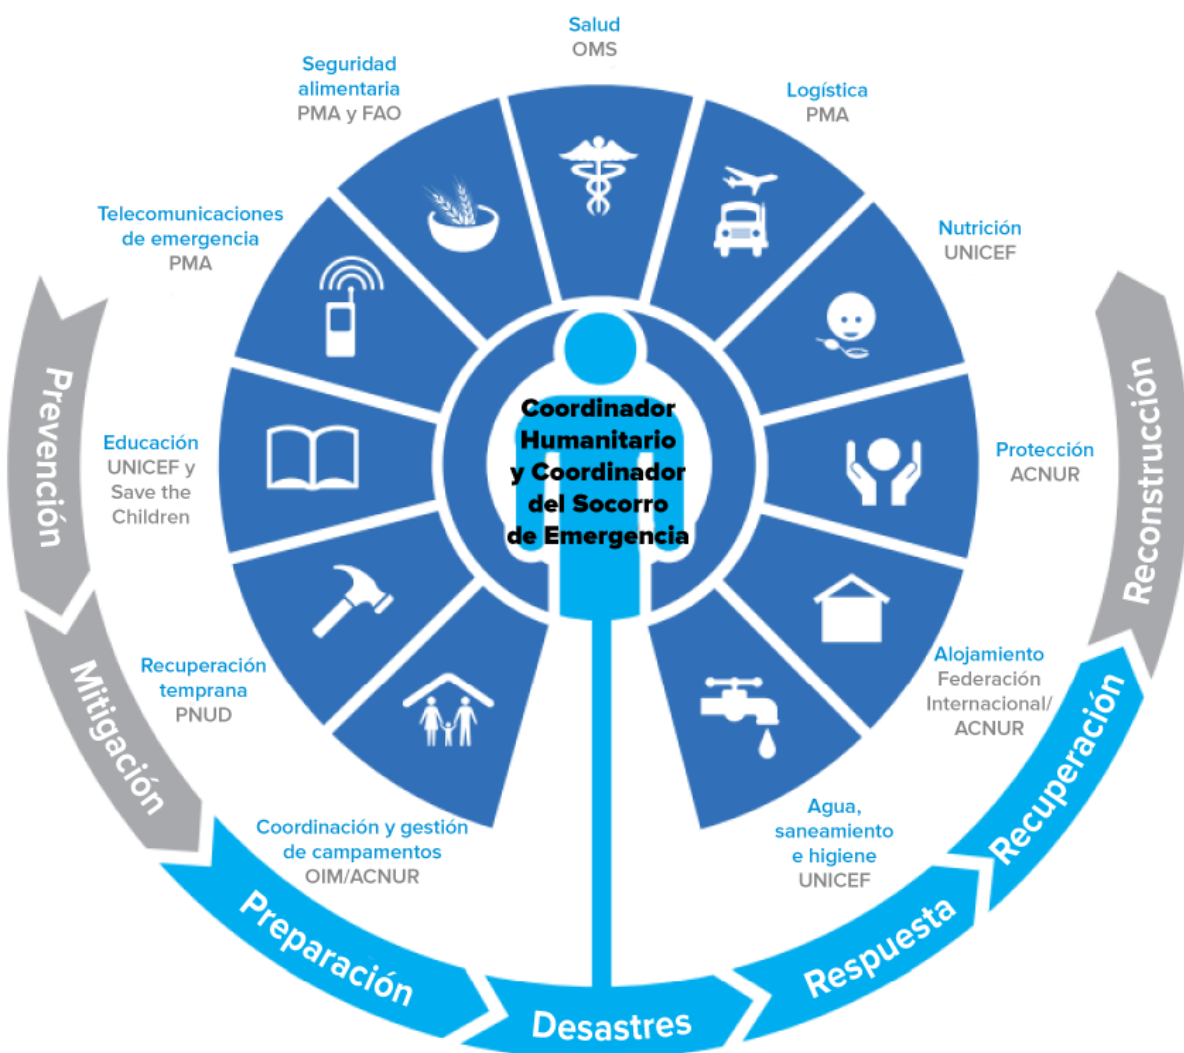 Salud
OMS
Seguridad
alimentaria
PMA y FAO
Logística
PMA
Telecomunicaciones
de emergencia
PMA
Nutrición
UNICEF
Educación
UNICEF y
Save the
Children
Coordinador
Humanitario
y Coordinador
del Socorro
de Emergencia
Protección
ACNUR
Recuperación
temprana
PNUD
Alojamiento
Federación
Internacional/
ACNUR
Coordinación y gestión
de campamentos
OIM/ACNUR
Agua,
saneamiento
e higiene
UNICEF
Prevención
Mitigación
Preparación
Desastres
Respuesta
Recuperación
Reconstrucción